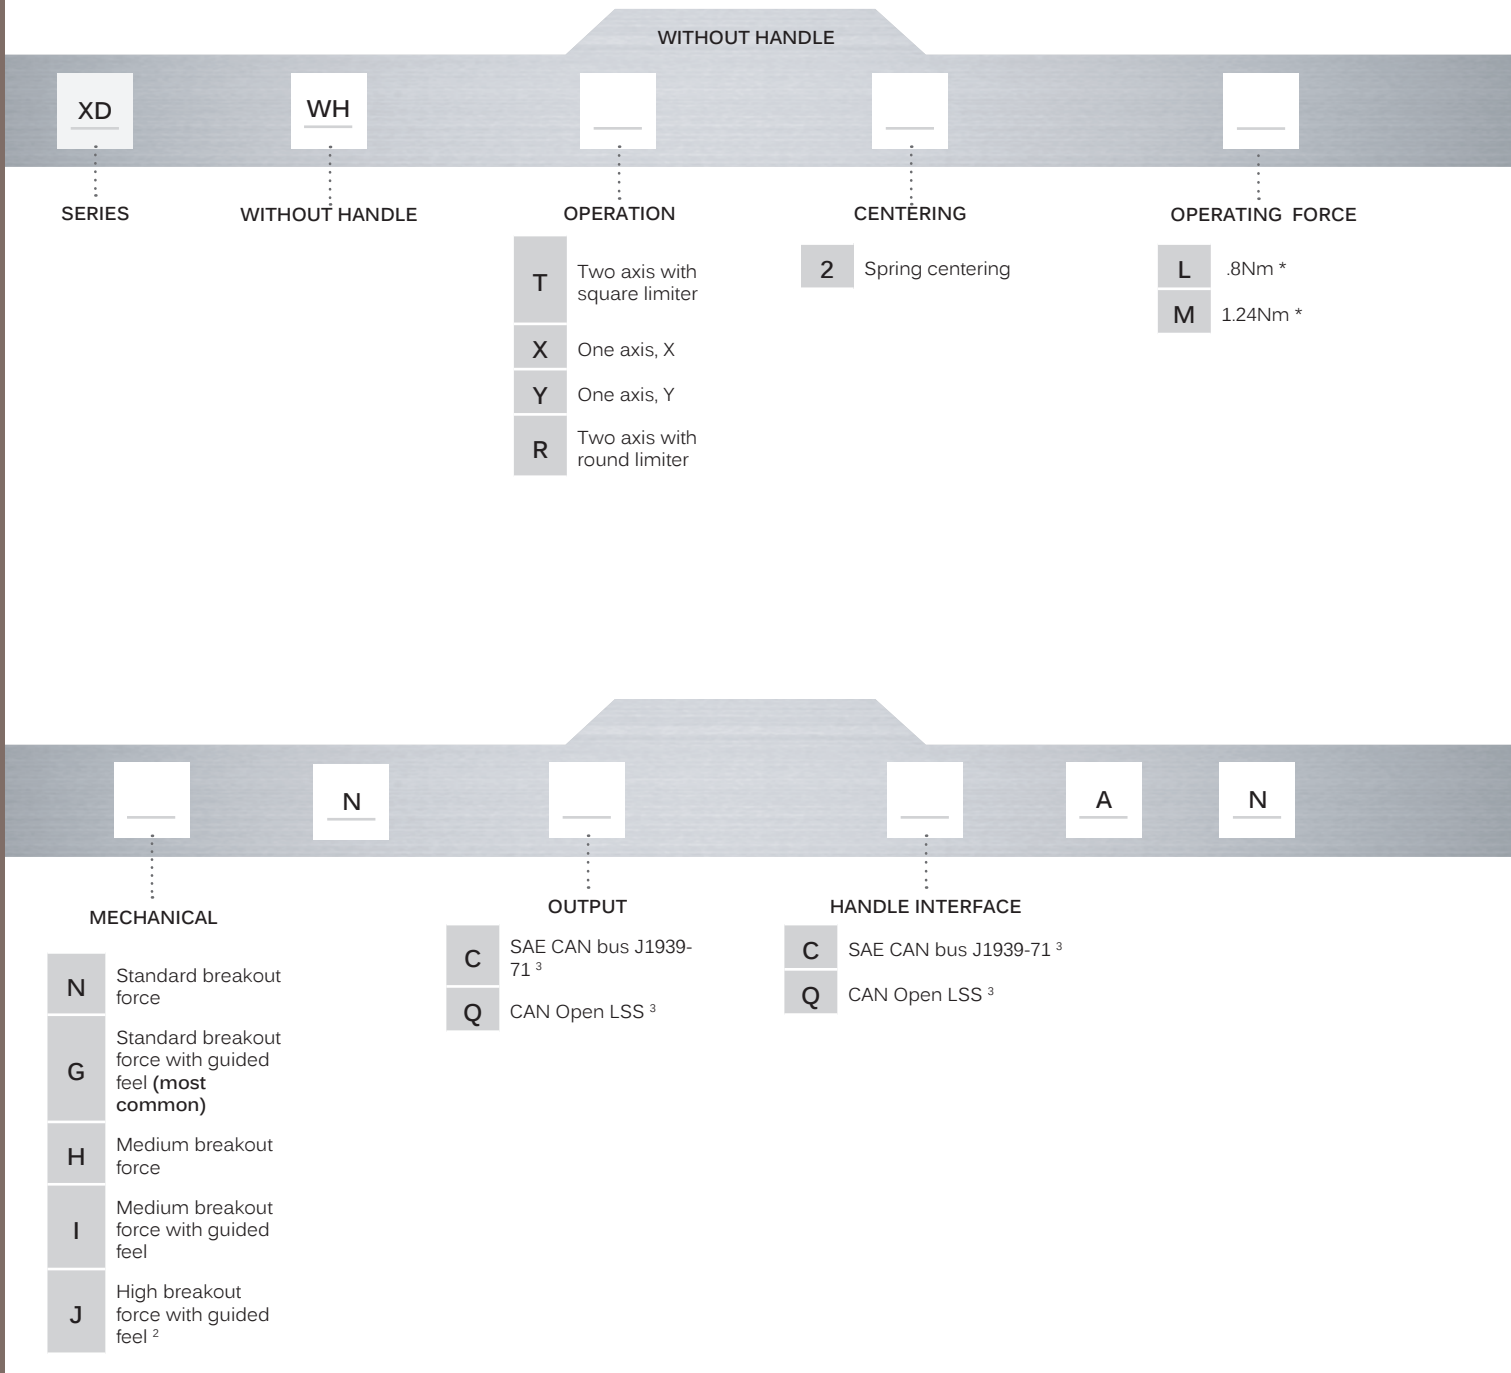 WITHOUT HANDLE
XD
WH
SERIES
WITHOUT HANDLE
OPERATION
CENTERING
OPERATING FORCE
T
Two axis with
square limiter
X
One axis, X
Y
One axis, Y
R
Two axis with
round limiter
2
Spring centering
L
.8Nm *
M
1.24Nm *
N
A
N
MECHANICAL
N
Standard breakout
force
G
Standard breakout
force with guided
feel (most
common)
H
Medium breakout
force
I
Medium breakout
force with guided
feel
J
High breakout
force with guided
feel ²
OUTPUT
C
SAE CAN bus J1939-
71 ³
Q
CAN Open LSS ³
HANDLE INTERFACE
C
SAE CAN bus J1939-71 ³
Q
CAN Open LSS ³